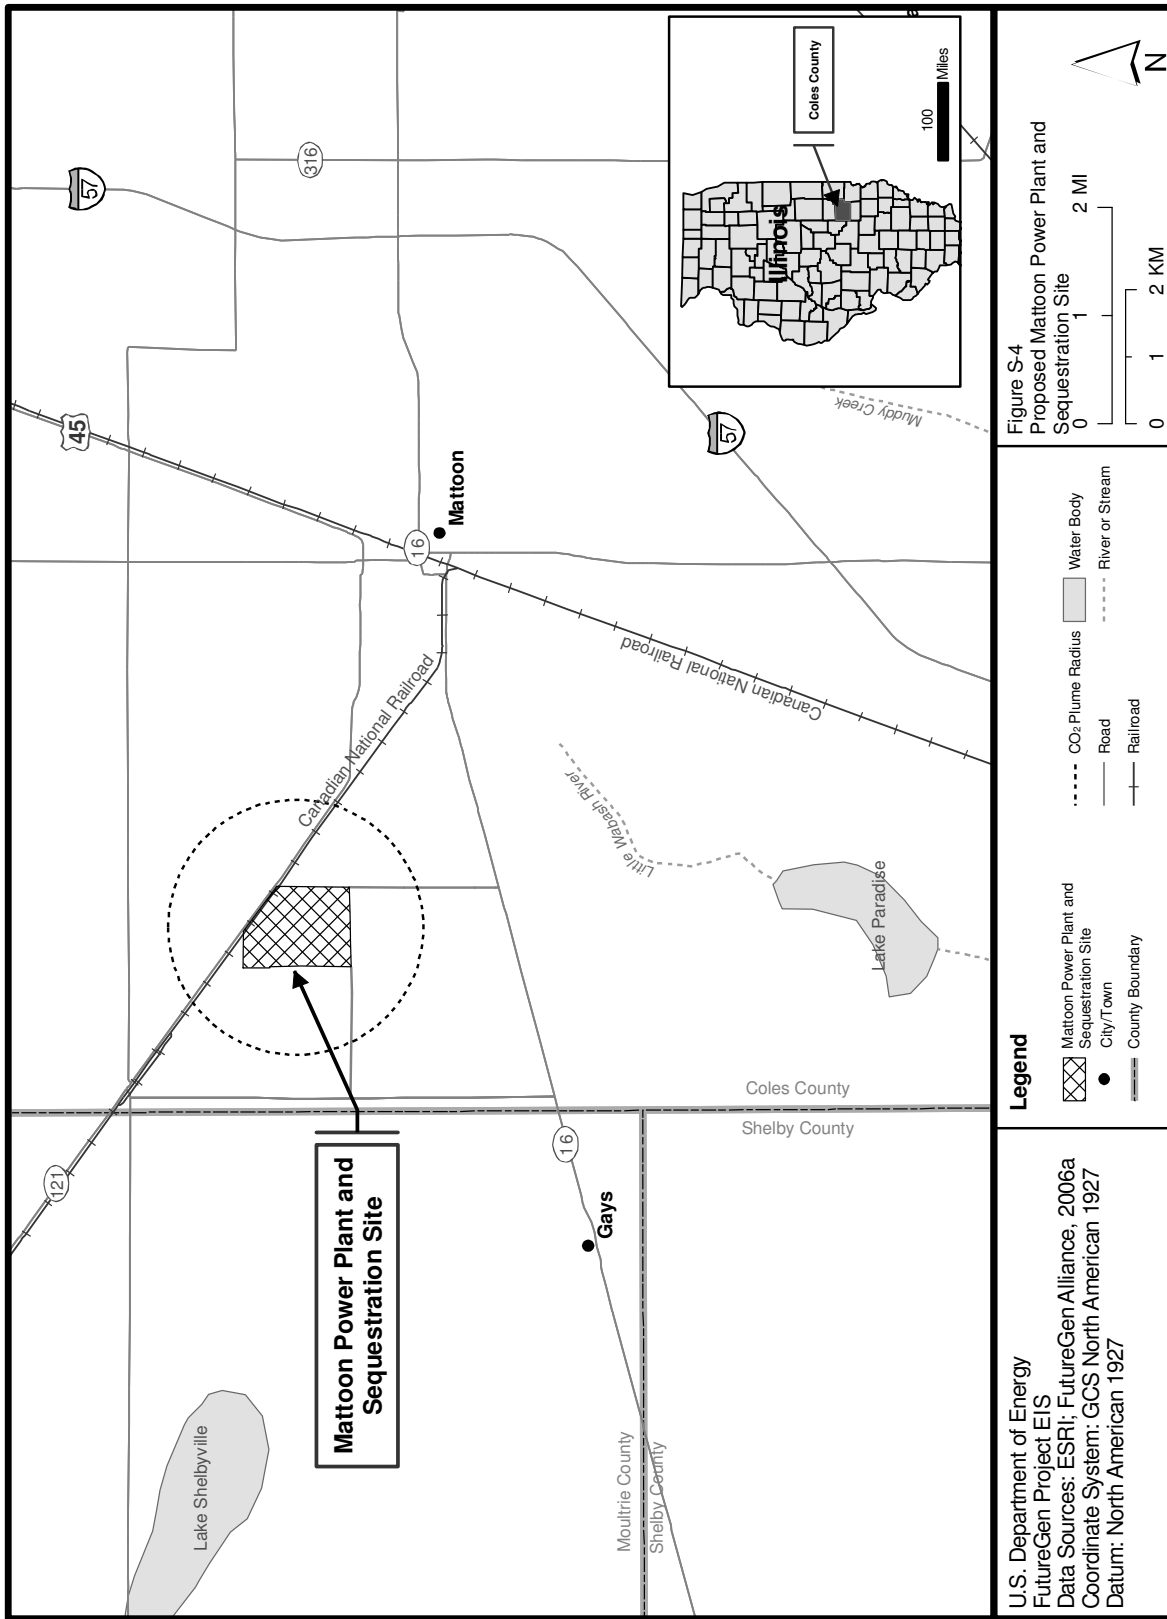 121
45
57
316
Lake Shelbyville
Canadian National Railroad
Mattoon Power Plant and
Sequestration Site
16
Mattoon
Coles County
Shelby County
16
Gays
Moultrie County
Shelby County
Little Wabash River
Canadian National Railroad
Lake Paradise
57
Muddy Creek
Illinois
Coles County
100
Miles
U.S. Department of Energy
FutureGen Project EIS
Data Sources: ESRI; FutureGen Alliance, 2006a
Coordinate System: GCS North American 1927
Datum: North American 1927
Legend
Mattoon Power Plant and
Sequestration Site
City/Town
County Boundary
CO₂ Plume Radius
Road
Railroad
Water Body
River or Stream
Figure S-4
Proposed Mattoon Power Plant and
Sequestration Site
0 1 2 MI
0 1 2 KM
N